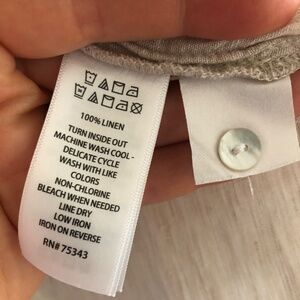 100% LINEN
TURN INSIDE OUT
MACHINE WASH COOL -
DELICATE CYCLE
WASH WITH LIKE
COLORS
NON-CHLORINE
BLEACH WHEN NEEDED
LINE DRY
LOW IRON
IRON ON REVERSE
RN# 75343